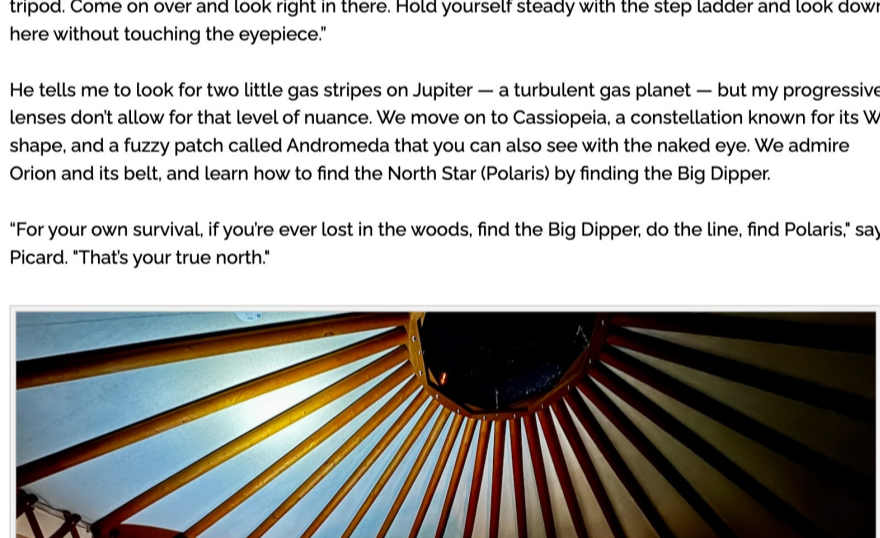 tripod. Come on over and look right in there. Hold yourself steady with the step ladder and look down
here without touching the eyepiece."
He tells me to look for two little gas stripes on Jupiter — a turbulent gas planet — but my progressive
lenses don't allow for that level of nuance. We move on to Cassiopeia, a constellation known for its W
shape, and a fuzzy patch called Andromeda that you can also see with the naked eye. We admire
Orion and its belt, and learn how to find the North Star (Polaris) by finding the Big Dipper.
"For your own survival, if you're ever lost in the woods, find the Big Dipper, do the line, find Polaris," say
Picard. "That's your true north."